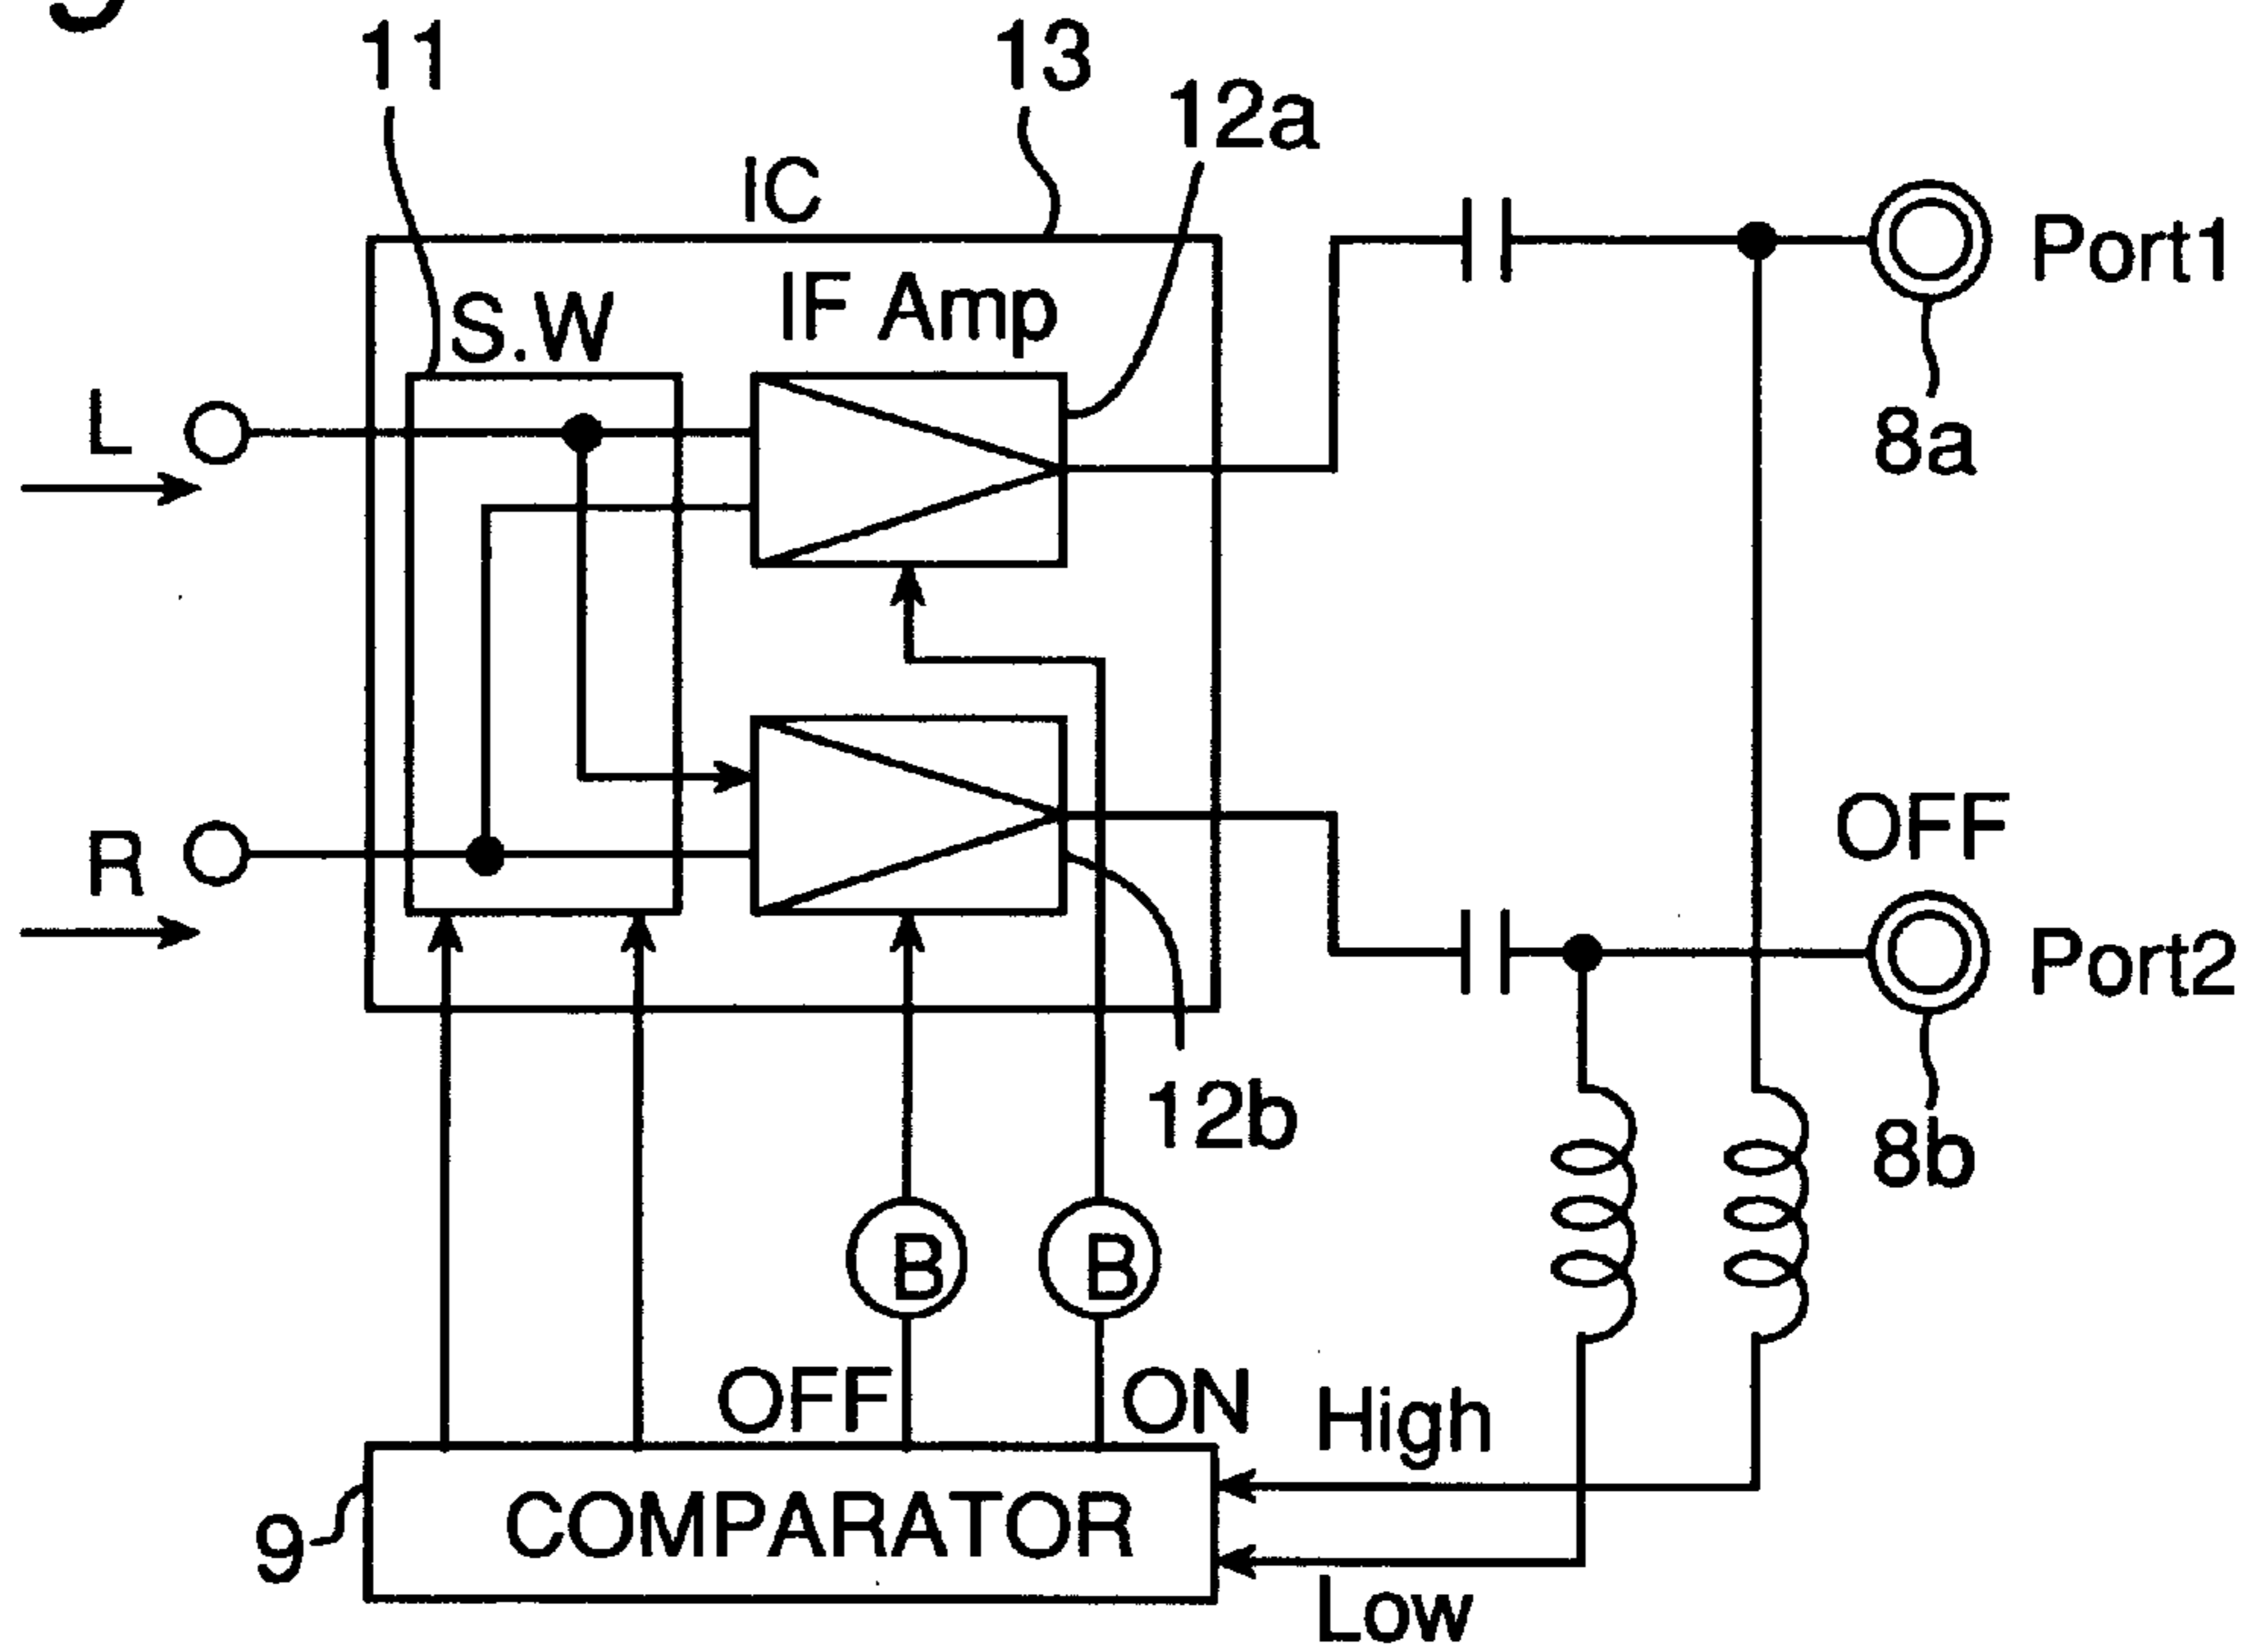 11
13
12a
IC
IF Amp
S.W
Port1
8a
L
OFF
R
Port2
12b
8b
B
B
OFF
ON
High
COMPARATOR
9
Low